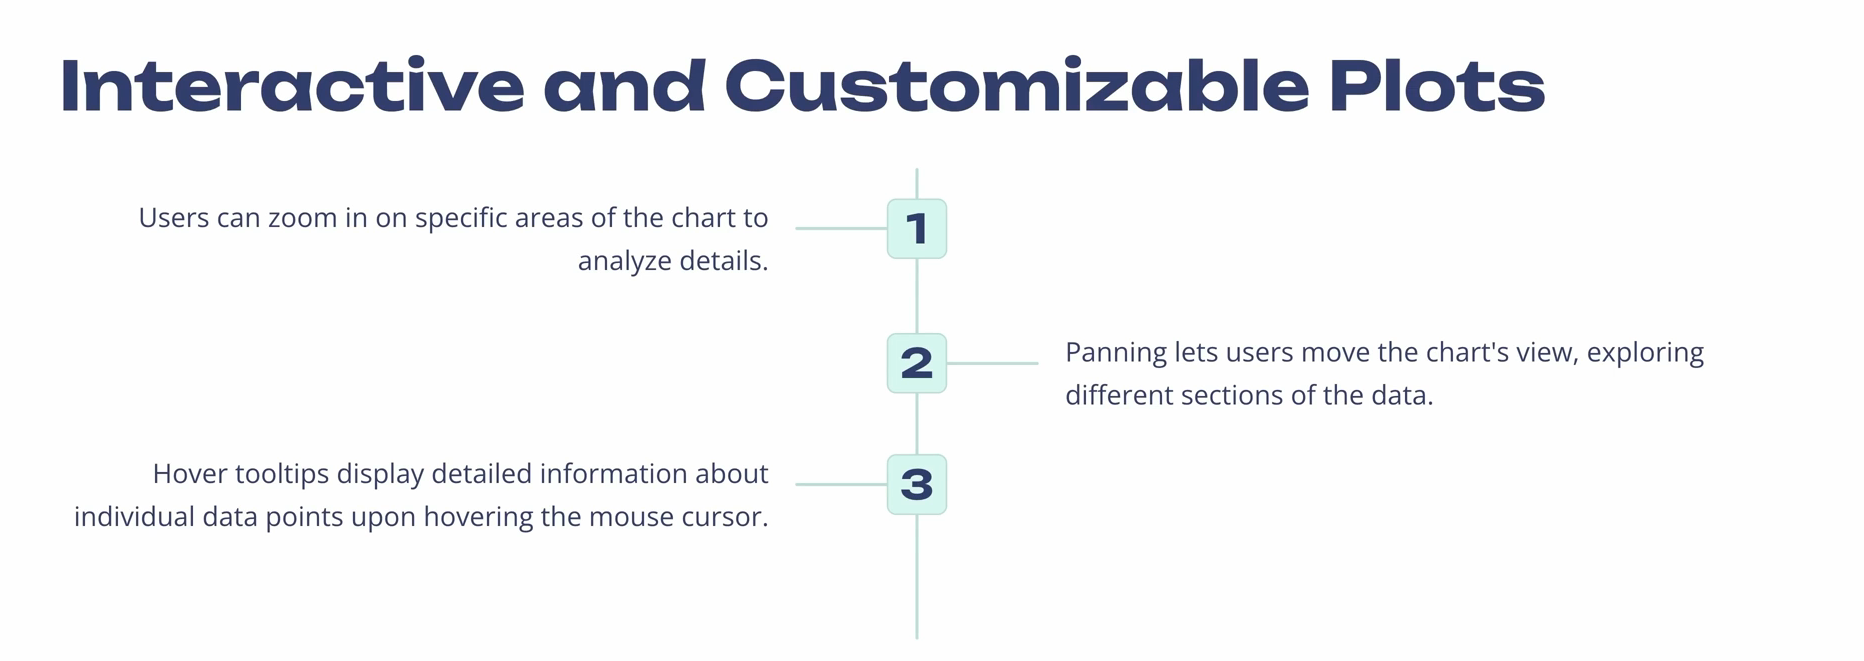 Interactive and Customizable Plots
Users can zoom in on specific areas of the chart to
analyze details.
1
2
Panning lets users move the chart's view, exploring
different sections of the data.
Hover tooltips display detailed information about
individual data points upon hovering the mouse cursor.
3